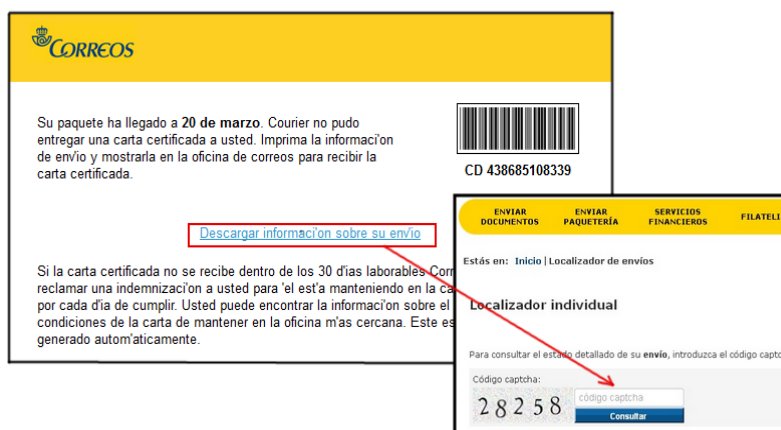 CORREOS
Su paquete ha llegado a 20 de marzo. Courier no pudo
entregar una carta certificada a usted. Imprima la informaci'on
de env'io y mostrarla en la oficina de correos para recibir la
carta certificada.
CD 438685108339
Descargar informaci'on sobre su env'io
Si la carta certificada no se recibe dentro de los 30 d'ias laborables Corr
reclamar una indemnizaci'on a usted para 'el est'a manteniendo en la ca
por cada d'ia de cumplir. Usted puede encontrar la informaci'on sobre el
condiciones de la carta de mantener en la oficina m'as cercana. Este es
generado autom'aticamente.
ENVIAR DOCUMENTOS
ENVIAR PAQUETERÍA
SERVICIOS FINANCIEROS
FILATELI
Estás en: Inicio | Localizador de envíos
Localizador individual
Para consultar el estado detallado de su envío, introduzca el código captc
Código captcha:
28258
código captcha
Consultar